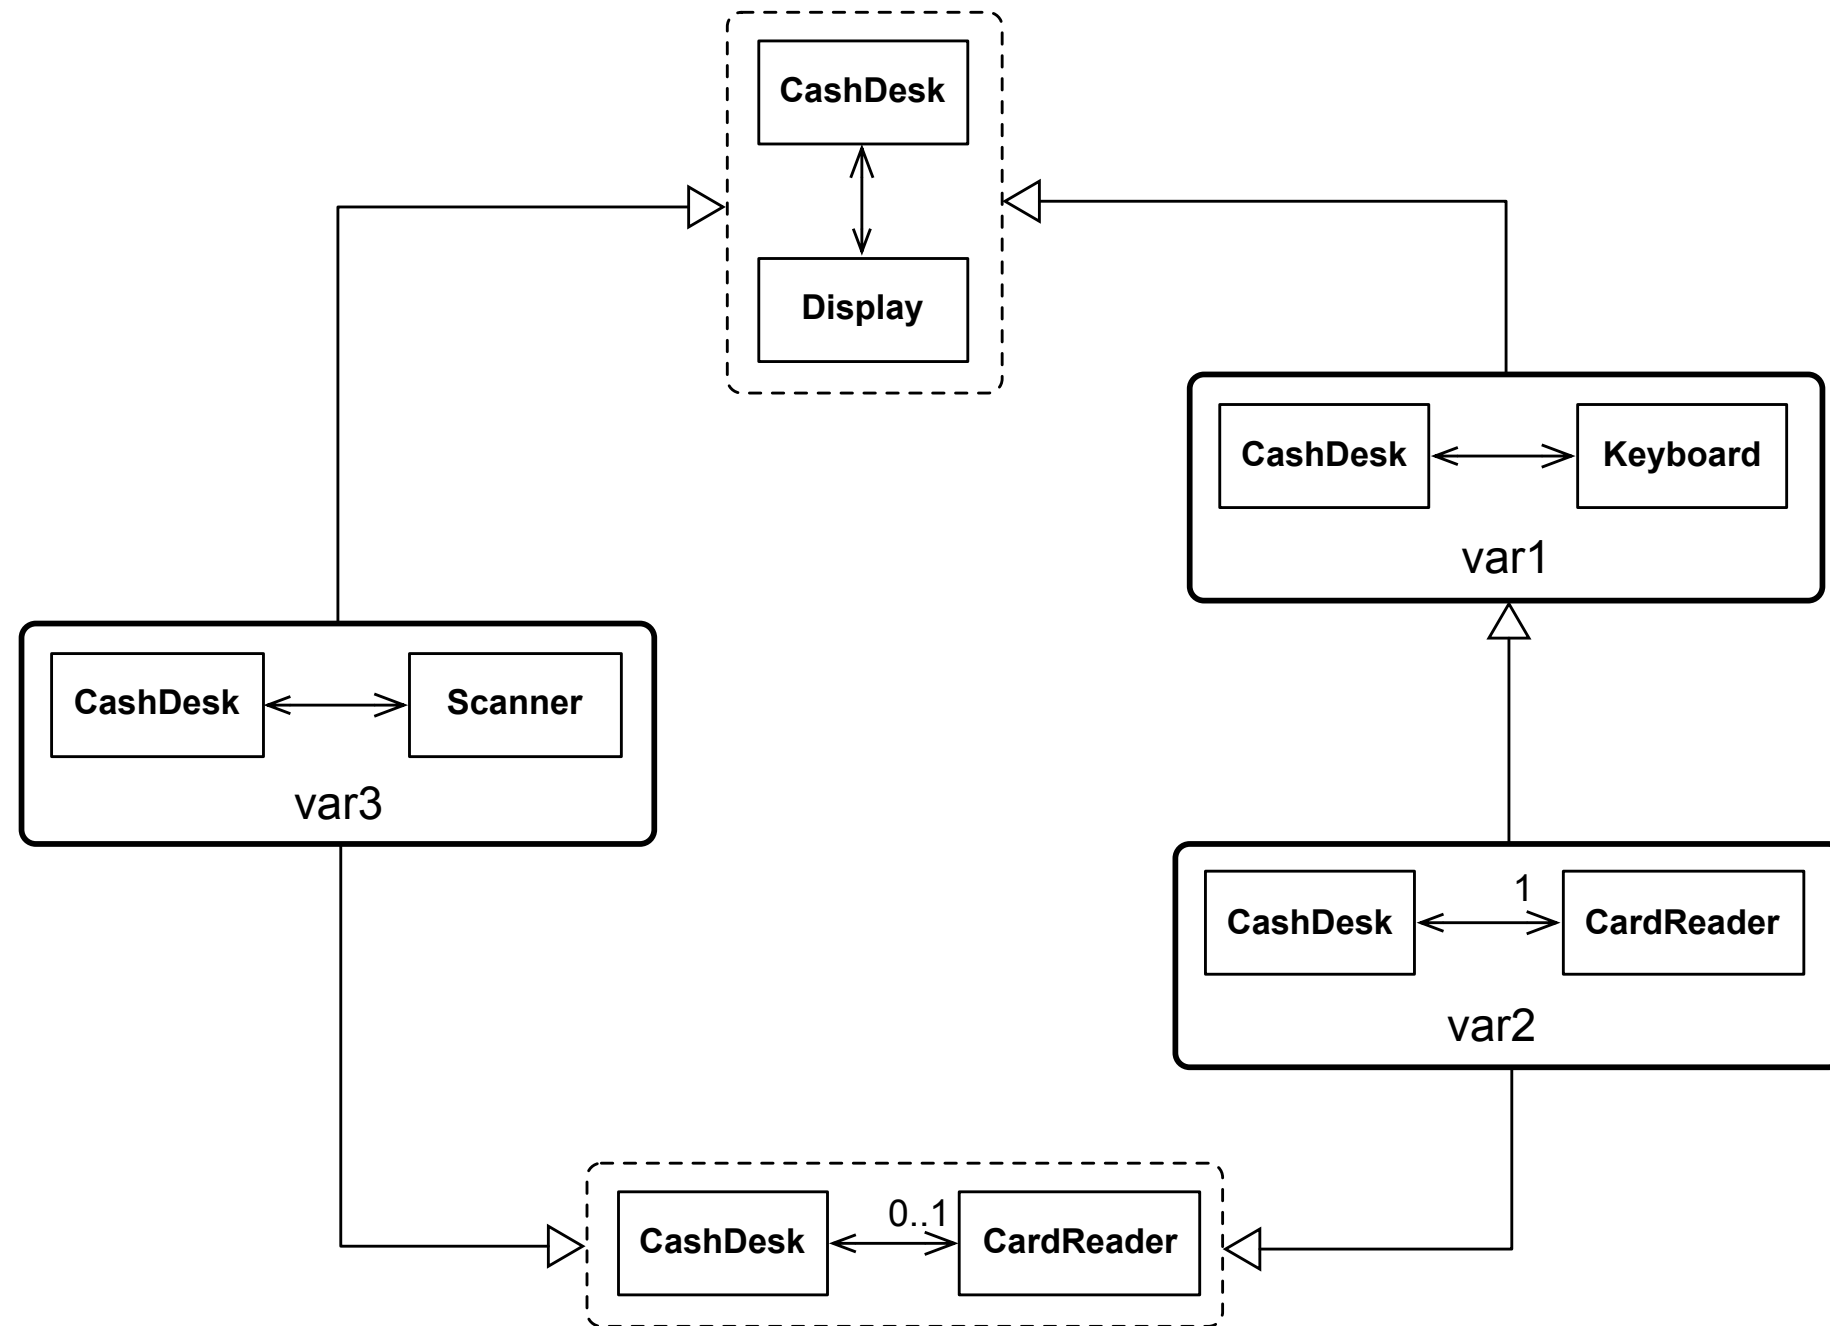 CashDesk
Display
CashDesk Keyboard
var1
CashDesk Scanner
var3
1
CashDesk CardReader
var2
0..1
CashDesk CardReader